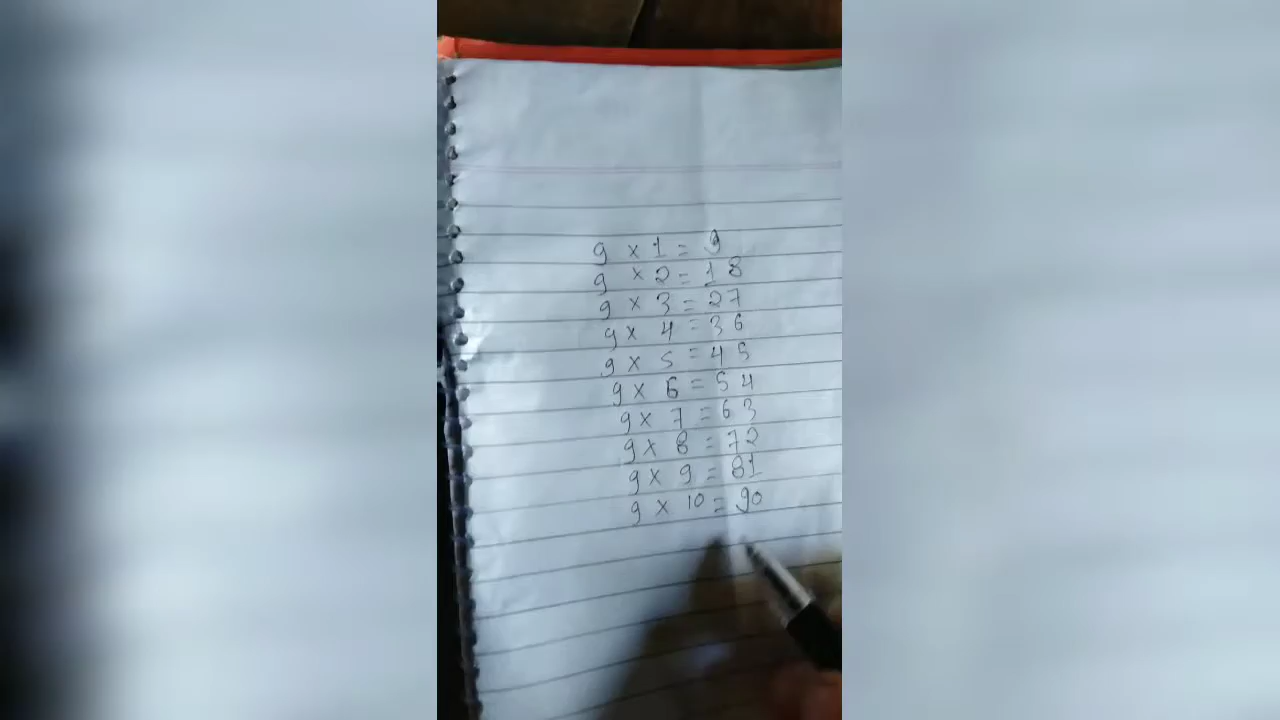 9 × 1 = 9
9 × 2 = 18
9 × 3 = 27
9 × 4 = 36
9 × 5 = 45
9 × 6 = 54
9 × 7 = 63
9 × 8 = 72
9 × 9 = 81
9 × 10 = 90